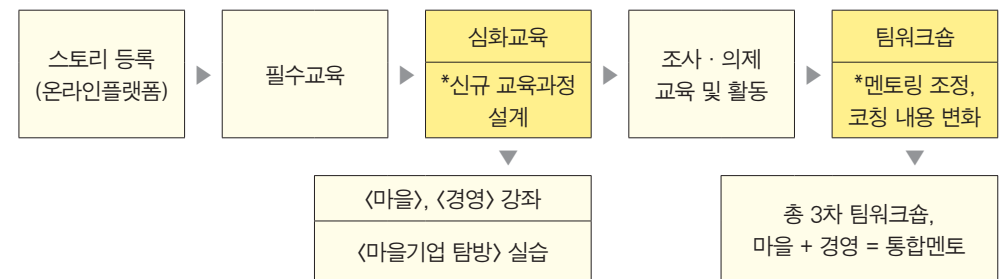 스토리 등록
(온라인플랫폼)
필수교육
심화교육
*신규 교육과정
설계
조사 · 의제
교육 및 활동
팀워크숍
*멘토링 조정,
코칭 내용 변화
〈마을〉, 〈경영〉 강좌
〈마을기업 탐방〉 실습
총 3차 팀워크숍,
마을 + 경영 = 통합멘토